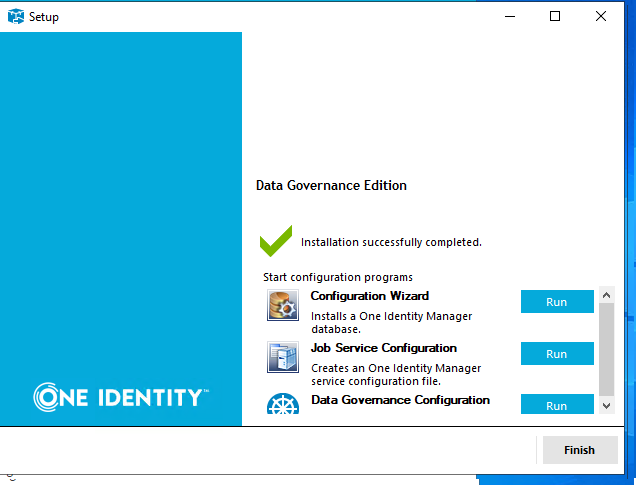 Setup
Data Governance Edition
Installation successfully completed.
Start configuration programs
Configuration Wizard
Run
Installs a One Identity Manager
database.
Job Service Configuration
Run
Creates an One Identity Manager
service configuration file.
Data Governance Configuration
Run
ONE IDENTITY™
Finish